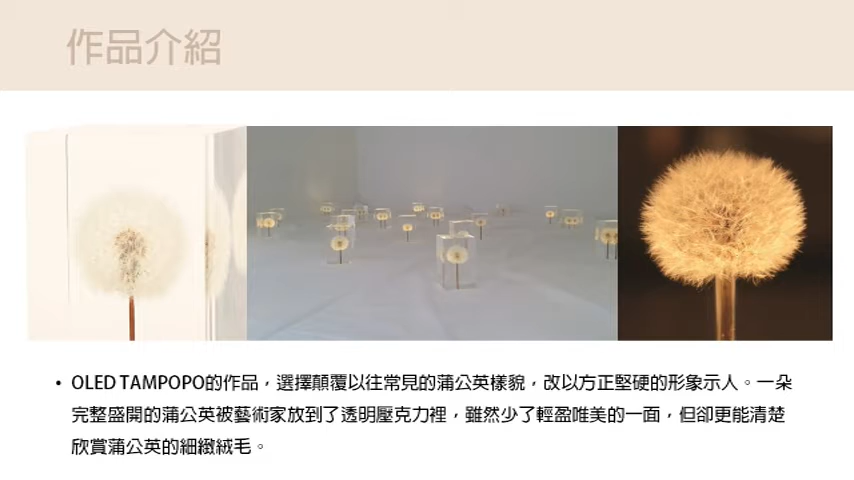 作品介紹
• OLED TAMPOPO的作品，選擇顛覆以往常見的蒲公英樣貌，改以方正堅硬的形象示人。一朵
完整盛開的蒲公英被藝術家放到了透明壓克力裡，雖然少了輕盈唯美的一面，但卻更能清楚
欣賞蒲公英的細緻絨毛。